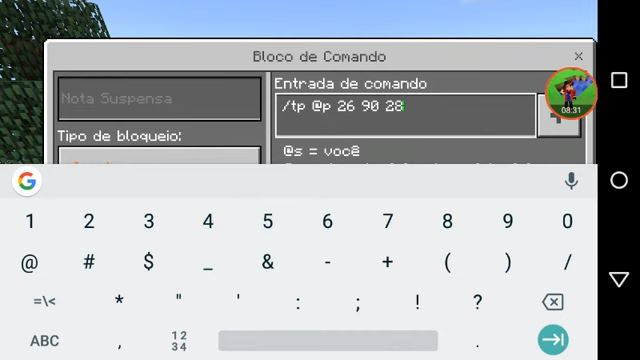 Bloco de Comando
Entrada de comando
Nota Suspensa
/tp @p 26 90 28
08:31
Tipo de bloqueio:
@s = você
1 2 3 4 5 6 7 8 9 0
@ # $ _ & - + ( ) /
=\< * " ' : ; ! ?
ABC , 12 34 .